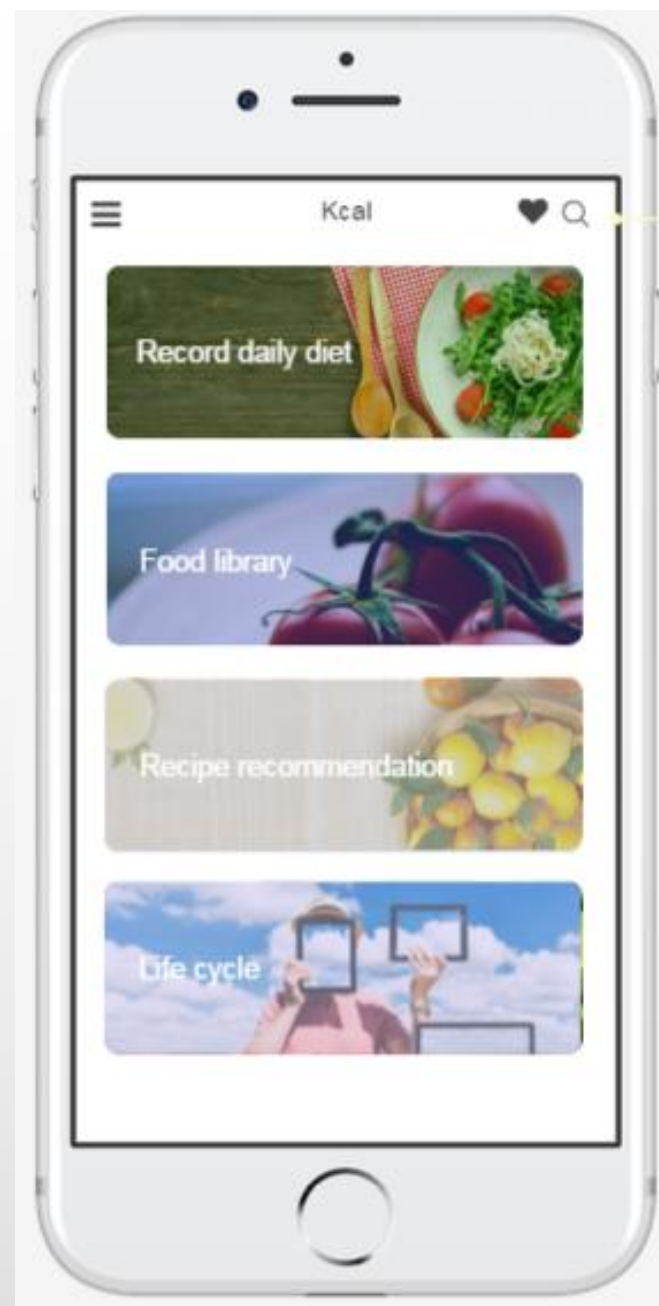 Kcal
Record daily diet
Food library
Recipe recommendation
Life cycle